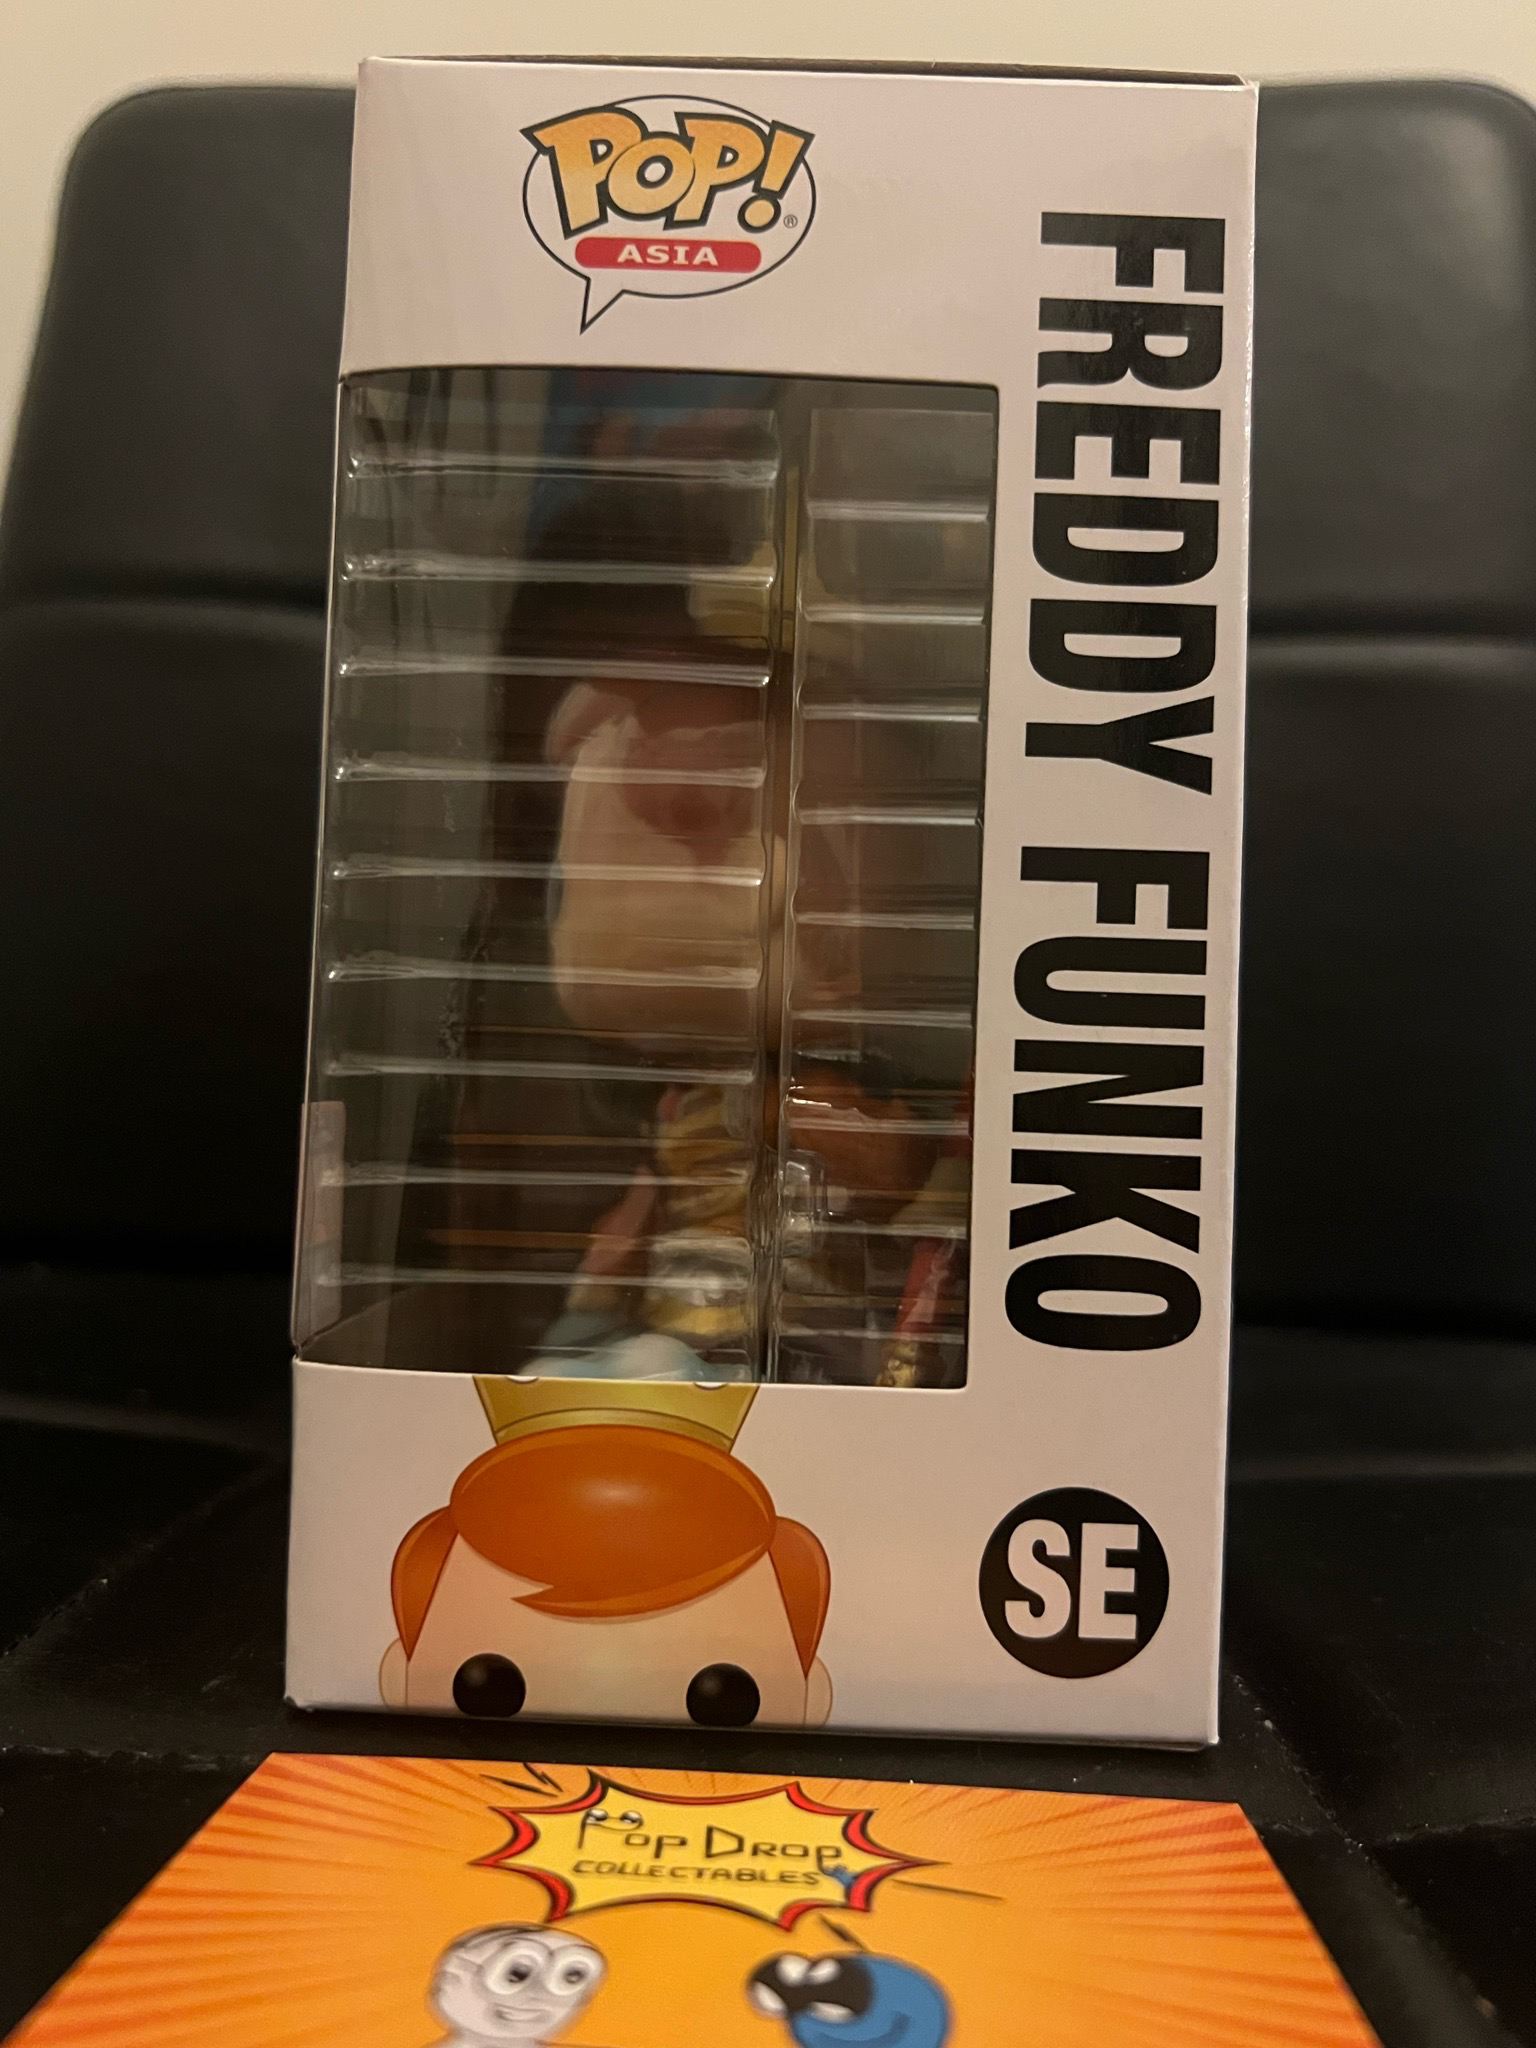 POP!®
ASIA
FREDDY FUNKO
SE
POP DROP
COLLECTABLES